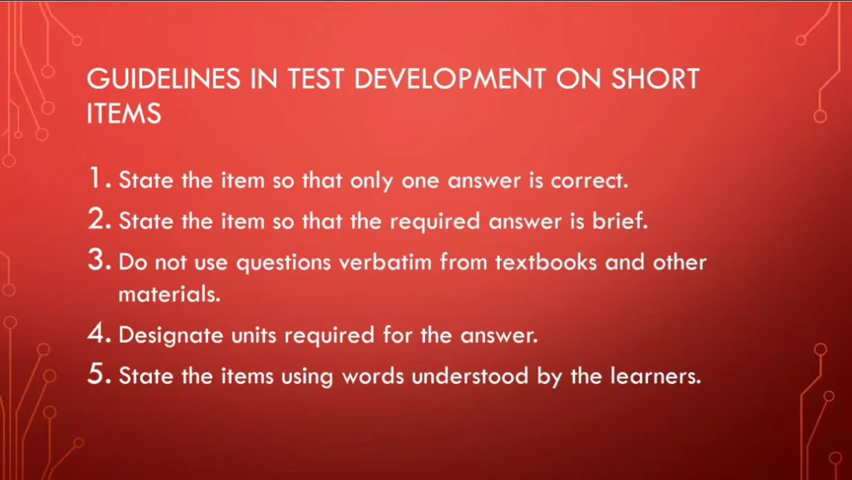 GUIDELINES IN TEST DEVELOPMENT ON SHORT
ITEMS
1. State the item so that only one answer is correct.
2. State the item so that the required answer is brief.
3. Do not use questions verbatim from textbooks and other
materials.
4. Designate units required for the answer.
5. State the items using words understood by the learners.